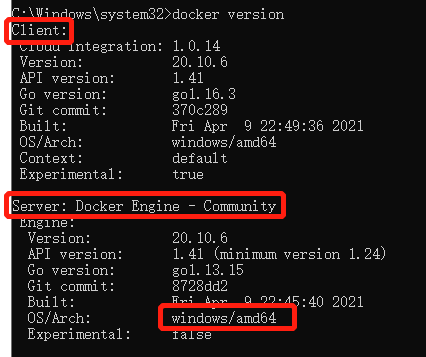 C:\Windows\system32>docker version
Client:
Cloud integration: 1.0.14
Version: 20.10.6
API version: 1.41
Go version: go1.16.3
Git commit: 370c289
Built: Fri Apr 9 22:49:36 2021
OS/Arch: windows/amd64
Context: default
Experimental: true
Server: Docker Engine - Community
Engine:
Version: 20.10.6
API version: 1.41 (minimum version 1.24)
Go version: go1.13.15
Git commit: 8728dd2
Built: Fri Apr 9 22:45:40 2021
OS/Arch: windows/amd64
Experimental: false